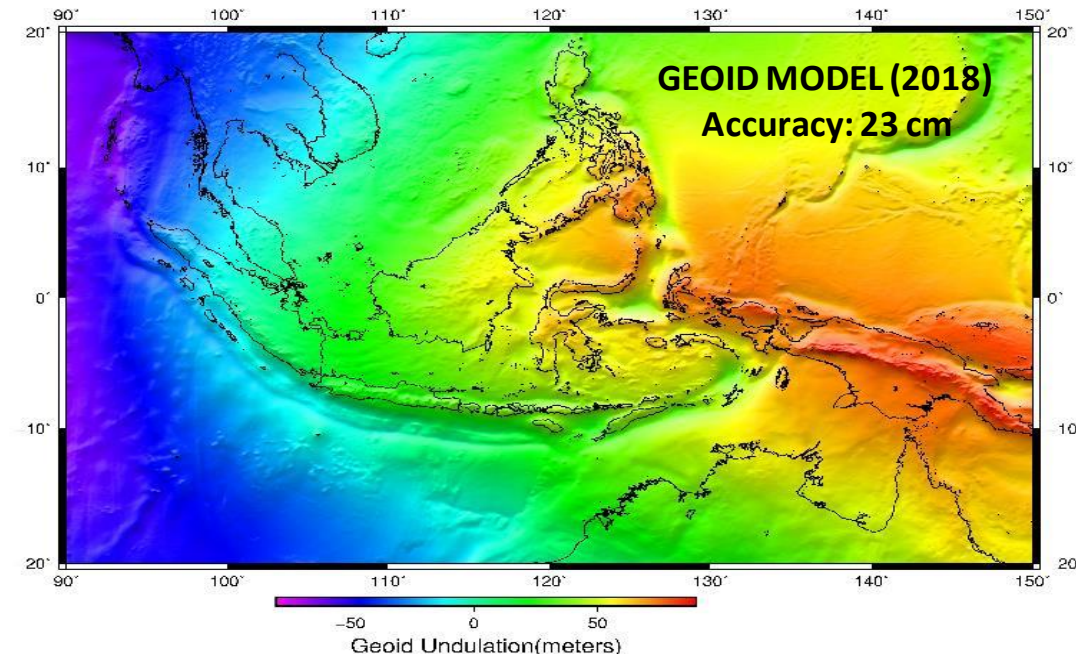 90° 100° 110° 120° 130° 140° 150°
20° 20°
GEOID MODEL (2018)
Accuracy: 23 cm
10° 10°
0° 0°
−10° −10°
20° 20
90° 100° 110° 120° 130° 140° 150°
−50 0 50
Geoid Undulation(meters)